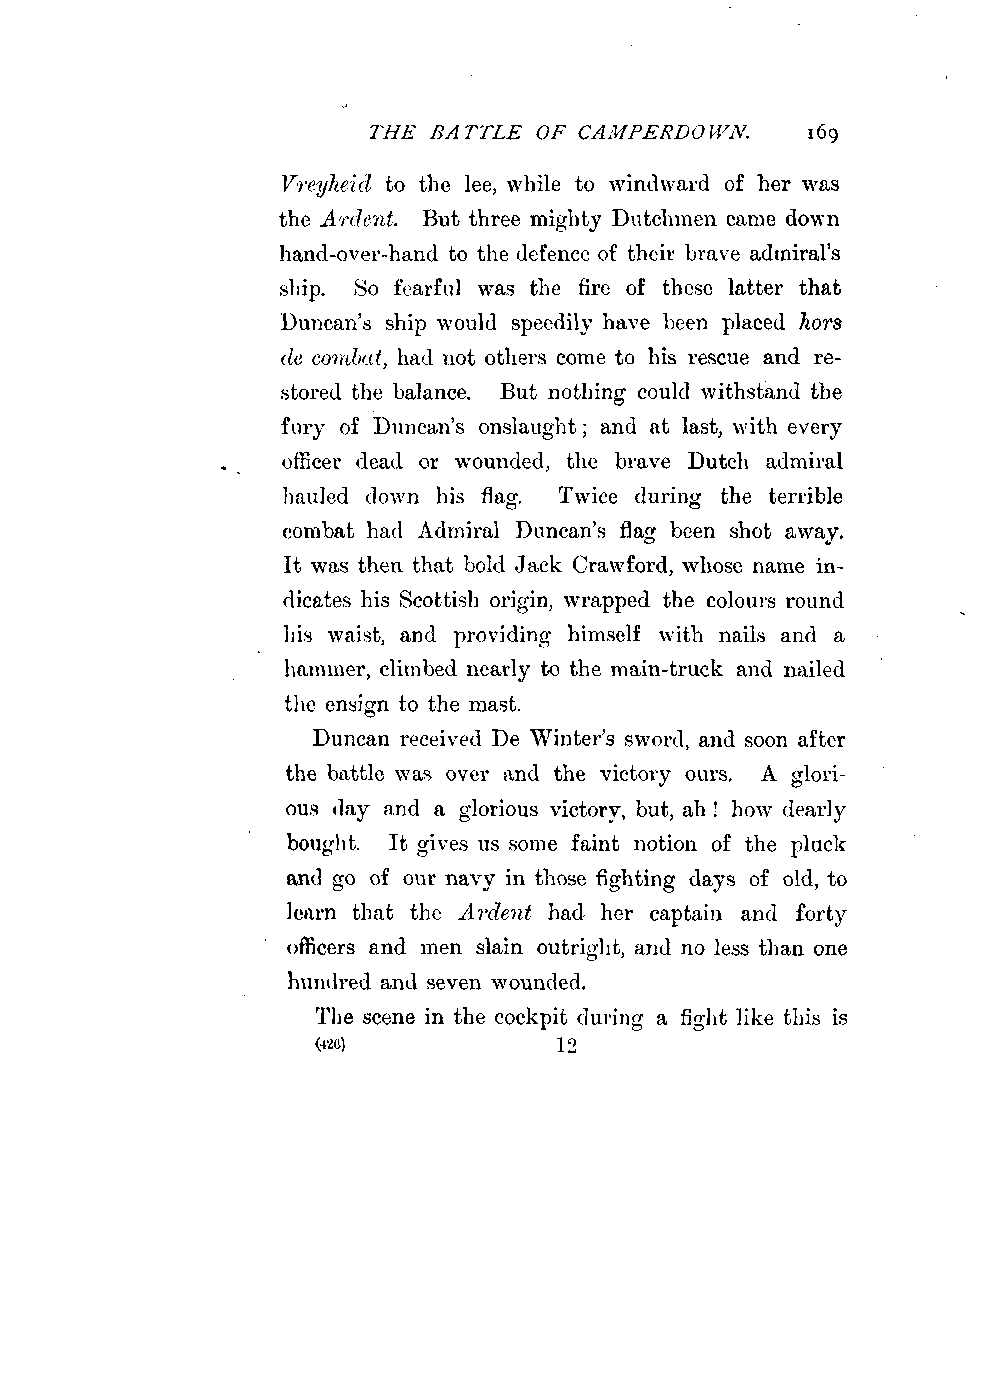 THE BATTLE OF CAMPERDOWN. 169
Vreyheid to the lee, while to windward of her was
the Ardent. But three mighty Dutchmen came down
hand-over-hand to the defence of their brave admiral's
ship. So fearful was the fire of these latter that
Duncan's ship would speedily have been placed hors
de combat, had not others come to his rescue and re-
stored the balance. But nothing could withstand the
fury of Duncan's onslaught; and at last, with every
officer dead or wounded, the brave Dutch admiral
hauled down his flag. Twice during the terrible
combat had Admiral Duncan's flag been shot away.
It was then that bold Jack Crawford, whose name in-
dicates his Scottish origin, wrapped the colours round
his waist, and providing himself with nails and a
hammer, climbed nearly to the main-truck and nailed
the ensign to the mast.
Duncan received De Winter's sword, and soon after
the battle was over and the victory ours. A glori-
ous day and a glorious victory, but, ah! how dearly
bought. It gives us some faint notion of the pluck
and go of our navy in those fighting days of old, to
learn that the Ardent had her captain and forty
officers and men slain outright, and no less than one
hundred and seven wounded.
The scene in the cockpit during a fight like this is
(426) 12